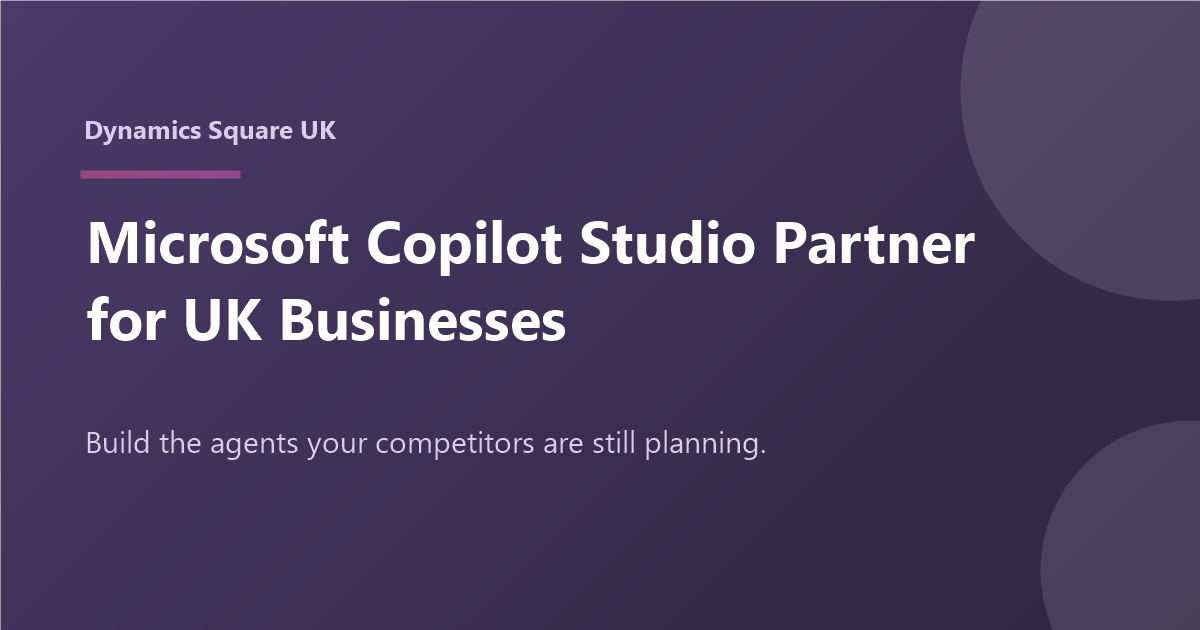 Dynamics Square UK
Microsoft Copilot Studio Partner
for UK Businesses
Build the agents your competitors are still planning.